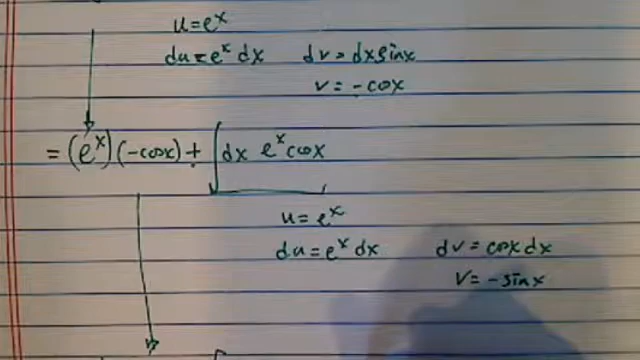 u = e^x
du = e^x dx dv = dx sinx
v = -cosx
= (e^x)(-cosx) + ∫dx e^x cosx
u = e^x
du = e^x dx dv = cosx dx
v = -sinx